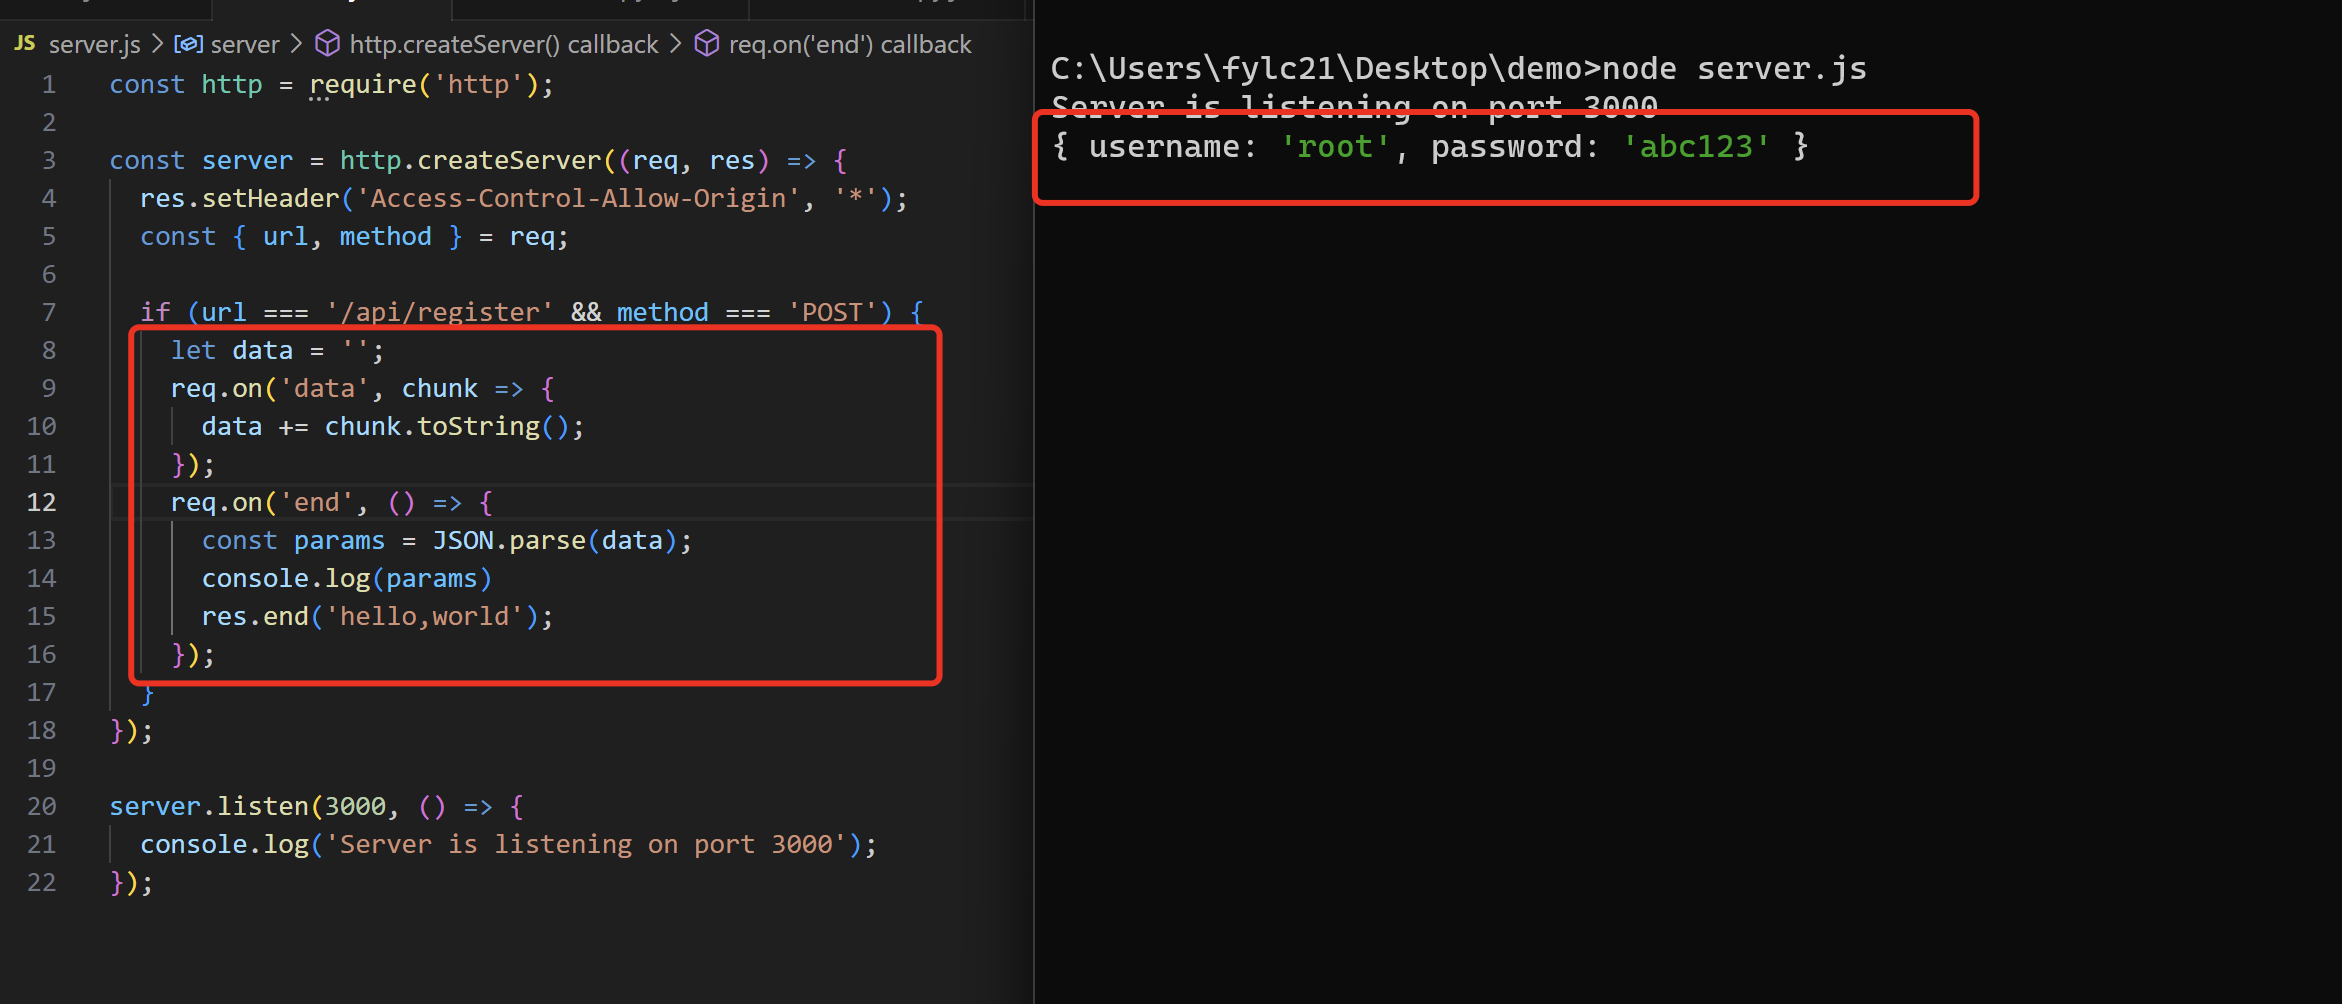 JS server.js > server > http.createServer() callback > req.on('end') callback
1 const http = require('http');
2
3 const server = http.createServer((req, res) => {
4 res.setHeader('Access-Control-Allow-Origin', '*');
5 const { url, method } = req;
6
7 if (url === '/api/register' && method === 'POST') {
8 let data = '';
9 req.on('data', chunk => {
10 data += chunk.toString();
11 });
12 req.on('end', () => {
13 const params = JSON.parse(data);
14 console.log(params)
15 res.end('hello,world');
16 });
17 }
18 });
19
20 server.listen(3000, () => {
21 console.log('Server is listening on port 3000');
22 });
C:\Users\fylc21\Desktop\demo>node server.js
Server is listening on port 3000
{ username: 'root', password: 'abc123' }